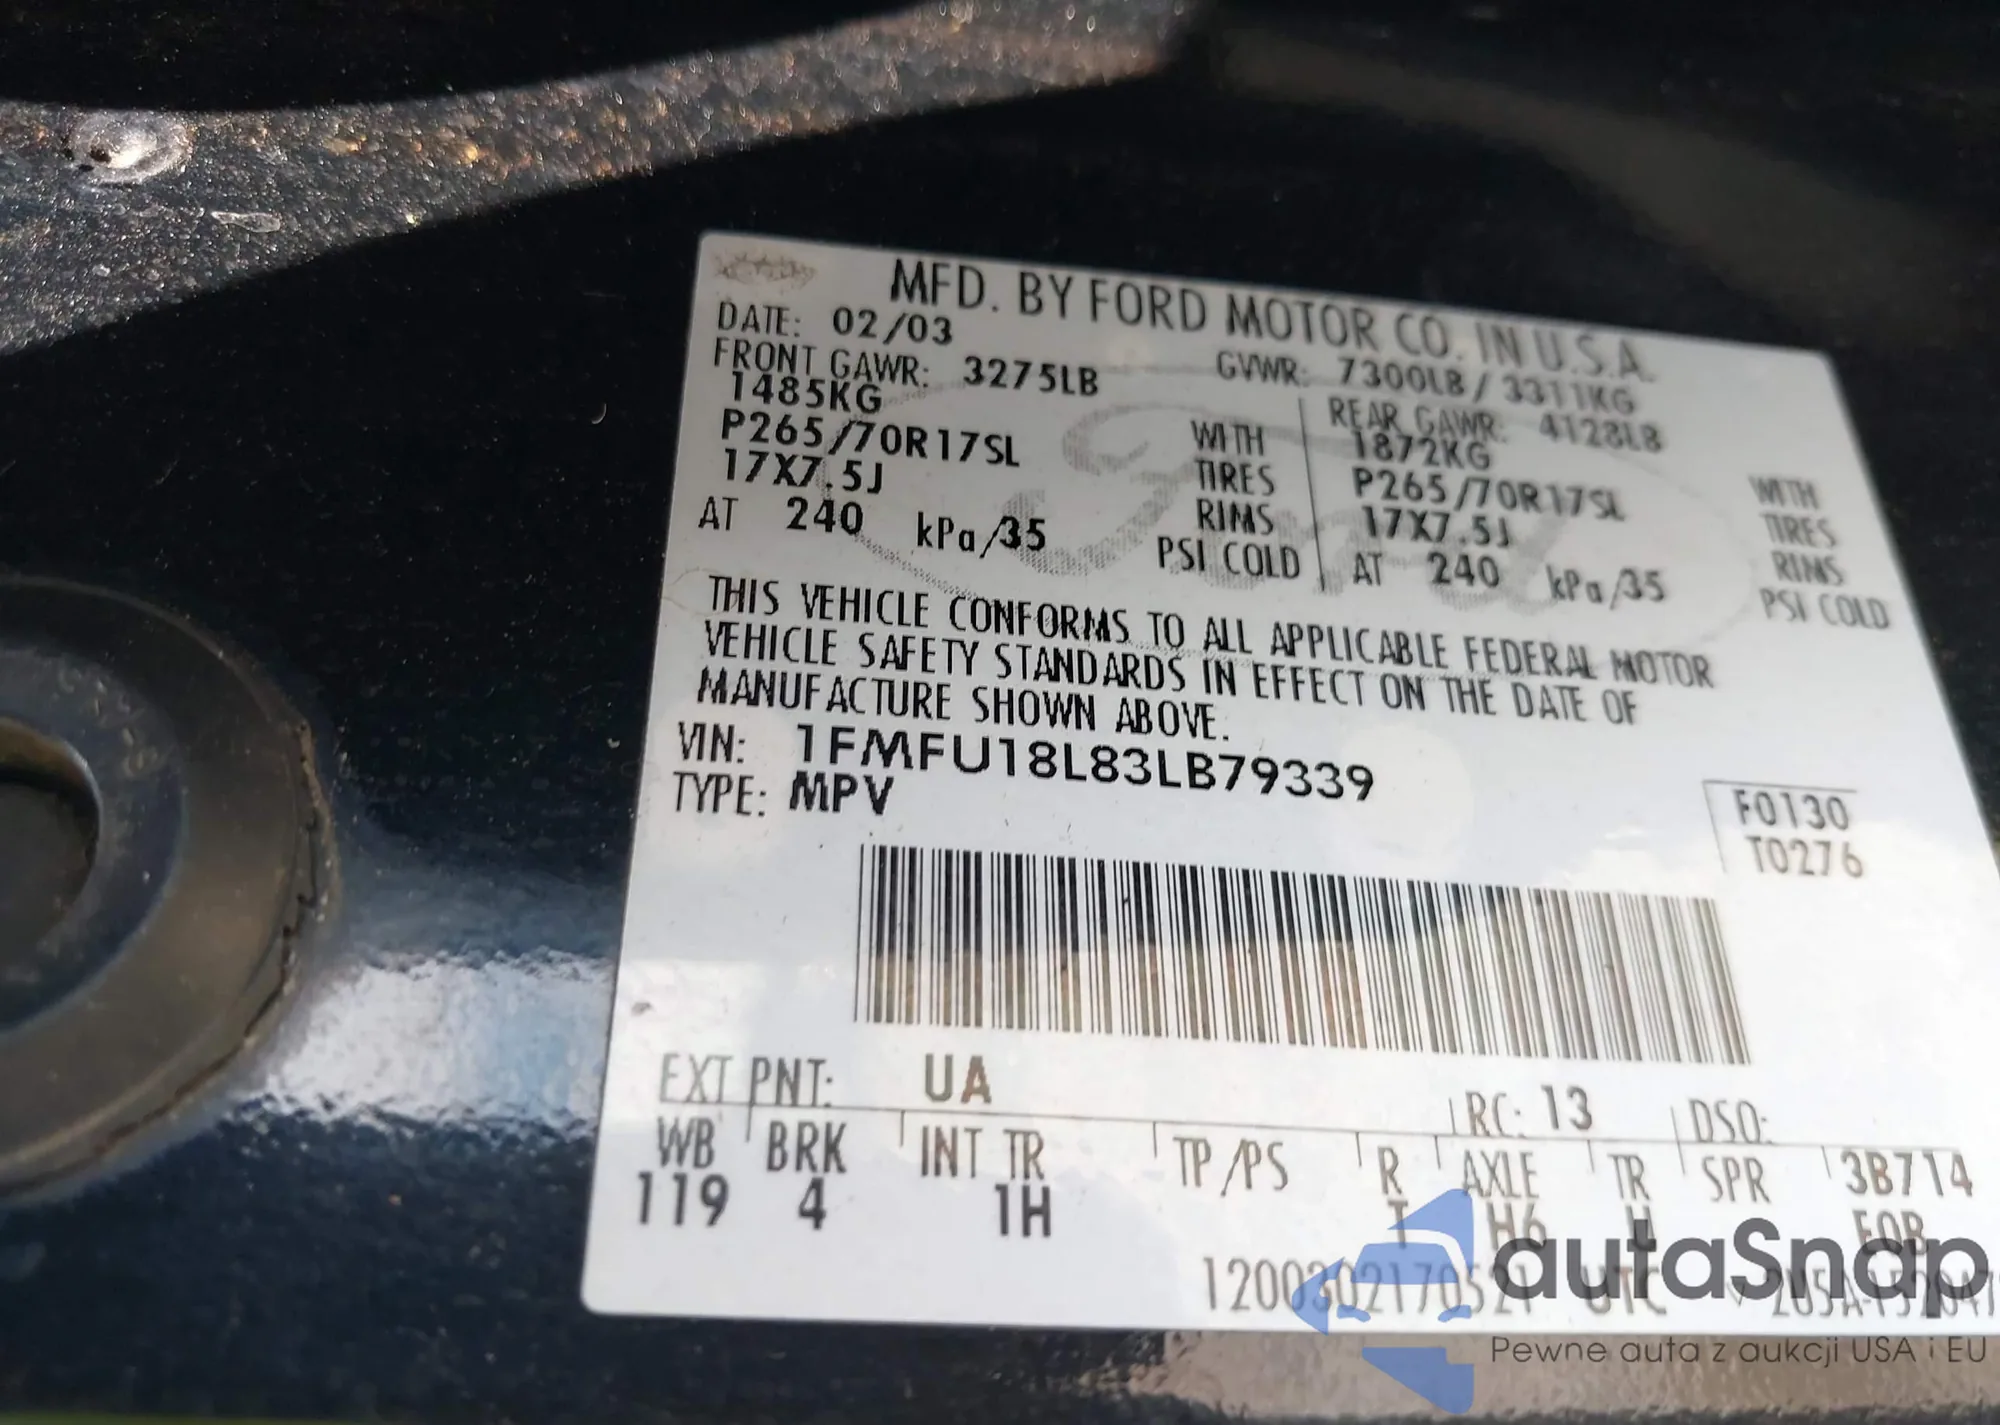 MFD. BY FORD MOTOR CO. IN U.S.A.
DATE: 02/03 GVWR: 7300LB / 3311KG
FRONT GAWR: 3275LB REAR GAWR: 4128LB
1485KG WITH 1872KG WITH
P265/70R17SL TIRES P265/70R17SL TIRES
17X7.5J RIMS 17X7.5J RIMS
AT 240 kPa/35 PSI COLD AT 240 kPa/35 PSI COLD
THIS VEHICLE CONFORMS TO ALL APPLICABLE FEDERAL MOTOR
VEHICLE SAFETY STANDARDS IN EFFECT ON THE DATE OF
MANUFACTURE SHOWN ABOVE.
VIN: 1FMFU18L83LB79339
TYPE: MPV
F0130
T0276
EXT PNT: UA RC: 13 DSO:
WB BRK INT TR TP/PS R AXLE TR SPR 3B714
119 4 1H T H6 H
UTC
autaSnap
Pewne auta z aukcji USA i EU